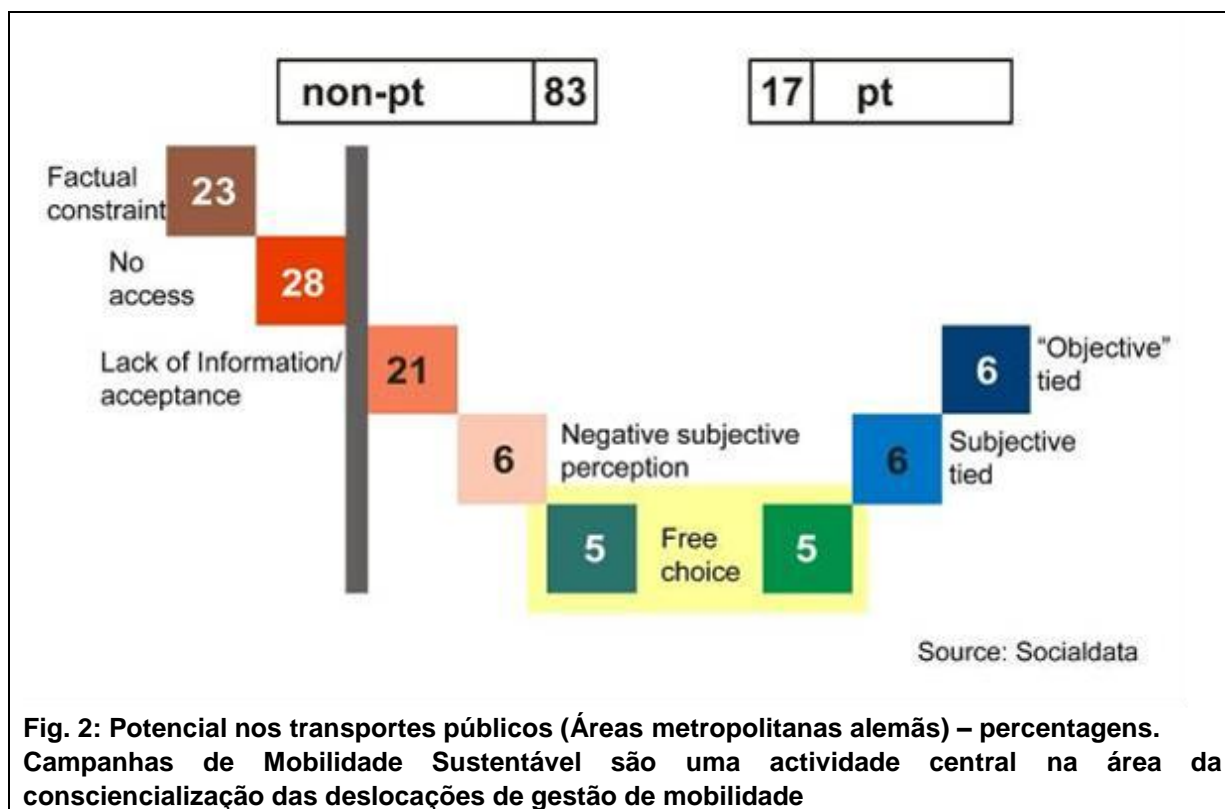 non-pt 83
17 pt
Factual
constraint
23
No
access
28
Lack of Information/
acceptance
21
6
Negative subjective
perception
5
Free
choice
5
6
Subjective
tied
6
“Objective”
tied
Source: Socialdata
Fig. 2: Potencial nos transportes públicos (Áreas metropolitanas alemãs) – percentagens.
Campanhas de Mobilidade Sustentável são uma actividade central na área da
consciencialização das deslocações de gestão de mobilidade